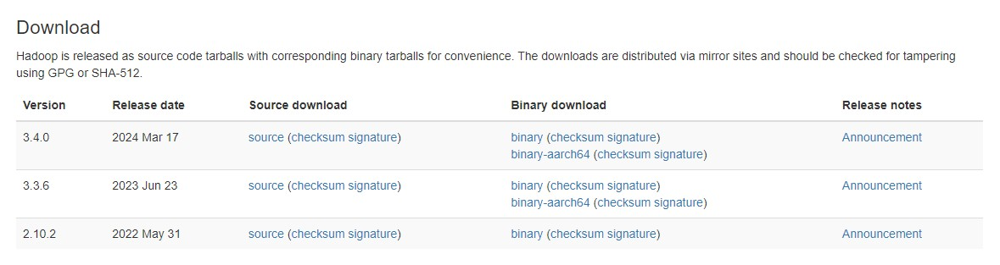 Download
Hadoop is released as source code tarballs with corresponding binary tarballs for convenience. The downloads are distributed via mirror sites and should be checked for tampering
using GPG or SHA-512.
Version Release date Source download Binary download Release notes
3.4.0 2024 Mar 17 source (checksum signature) binary (checksum signature) Announcement
binary-aarch64 (checksum signature)
3.3.6 2023 Jun 23 source (checksum signature) binary (checksum signature) Announcement
binary-aarch64 (checksum signature)
2.10.2 2022 May 31 source (checksum signature) binary (checksum signature) Announcement